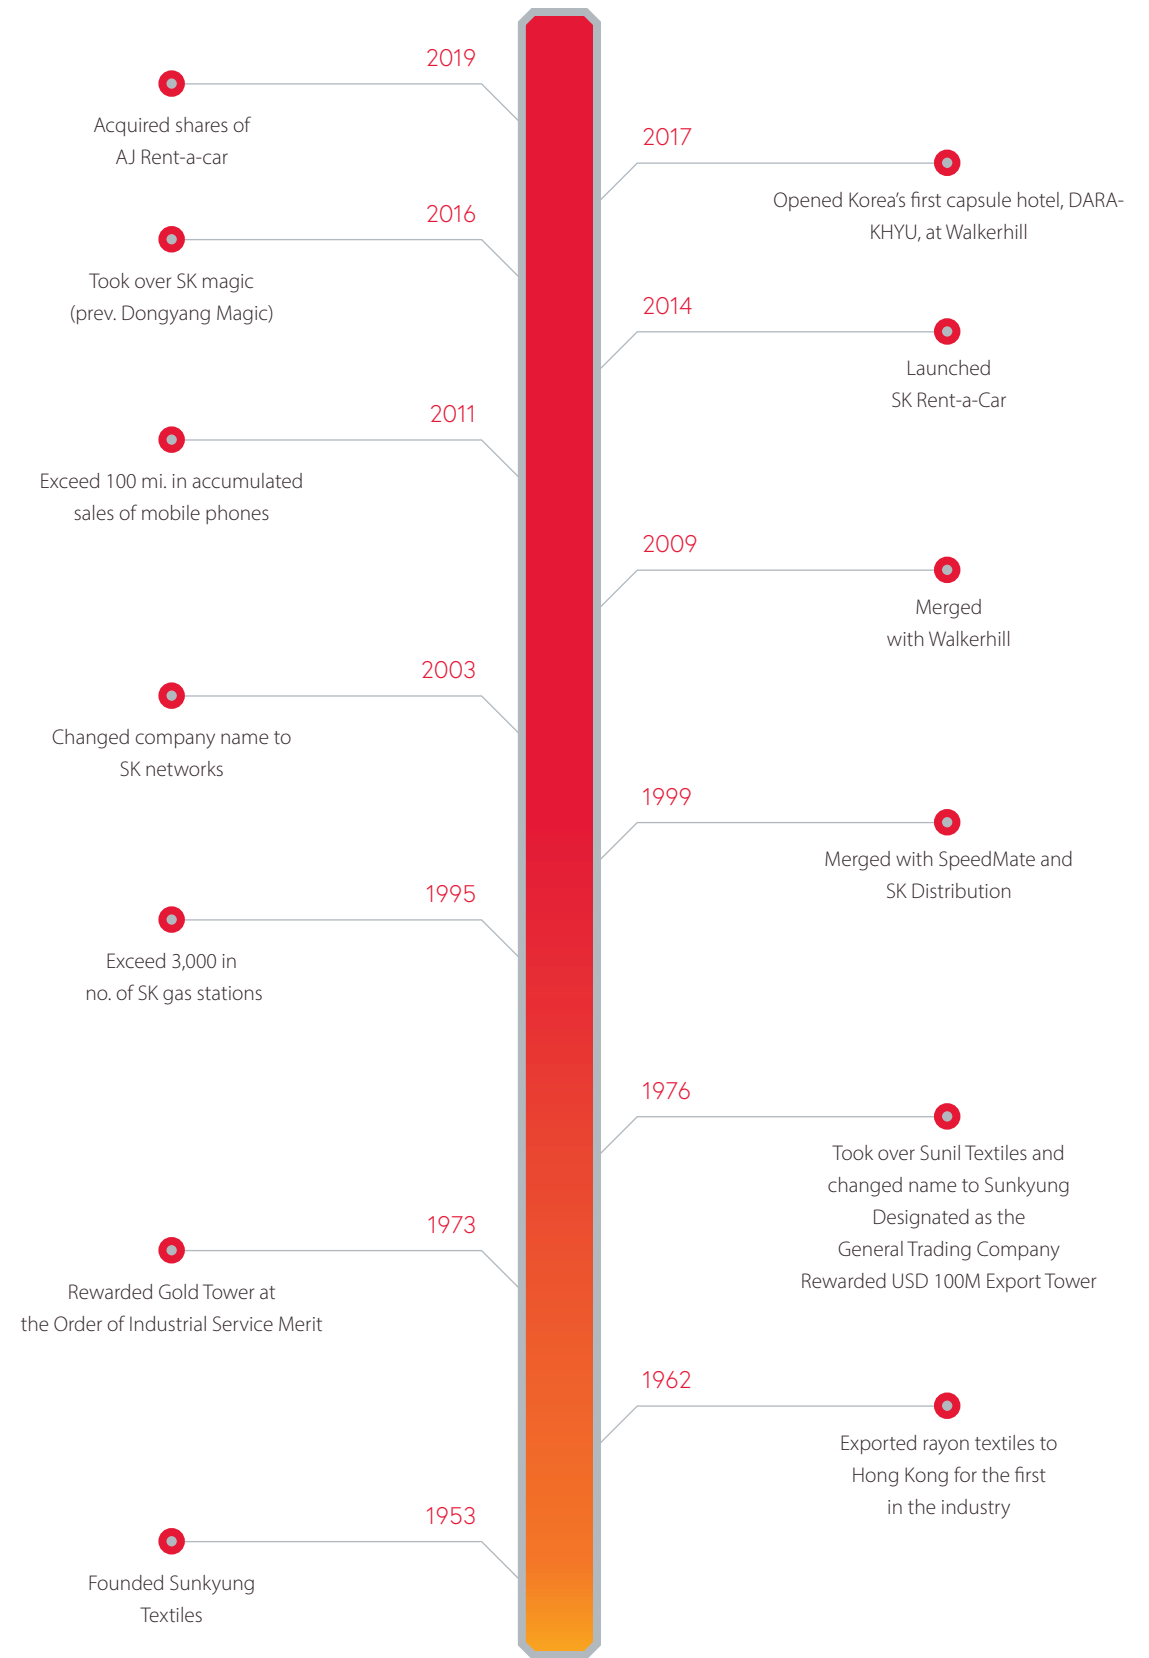 2019
Acquired shares of
AJ Rent-a-car
2017
Opened Korea’s first capsule hotel, DARA-
KHYU, at Walkerhill
2016
Took over SK magic
(prev. Dongyang Magic)
2014
Launched
SK Rent-a-Car
2011
Exceed 100 mi. in accumulated
sales of mobile phones
2009
Merged
with Walkerhill
2003
Changed company name to
SK networks
1999
Merged with SpeedMate and
SK Distribution
1995
Exceed 3,000 in
no. of SK gas stations
1976
Took over Sunil Textiles and
changed name to Sunkyung
Designated as the
General Trading Company
Rewarded USD 100M Export Tower
1973
Rewarded Gold Tower at
the Order of Industrial Service Merit
1962
Exported rayon textiles to
Hong Kong for the first
in the industry
1953
Founded Sunkyung
Textiles